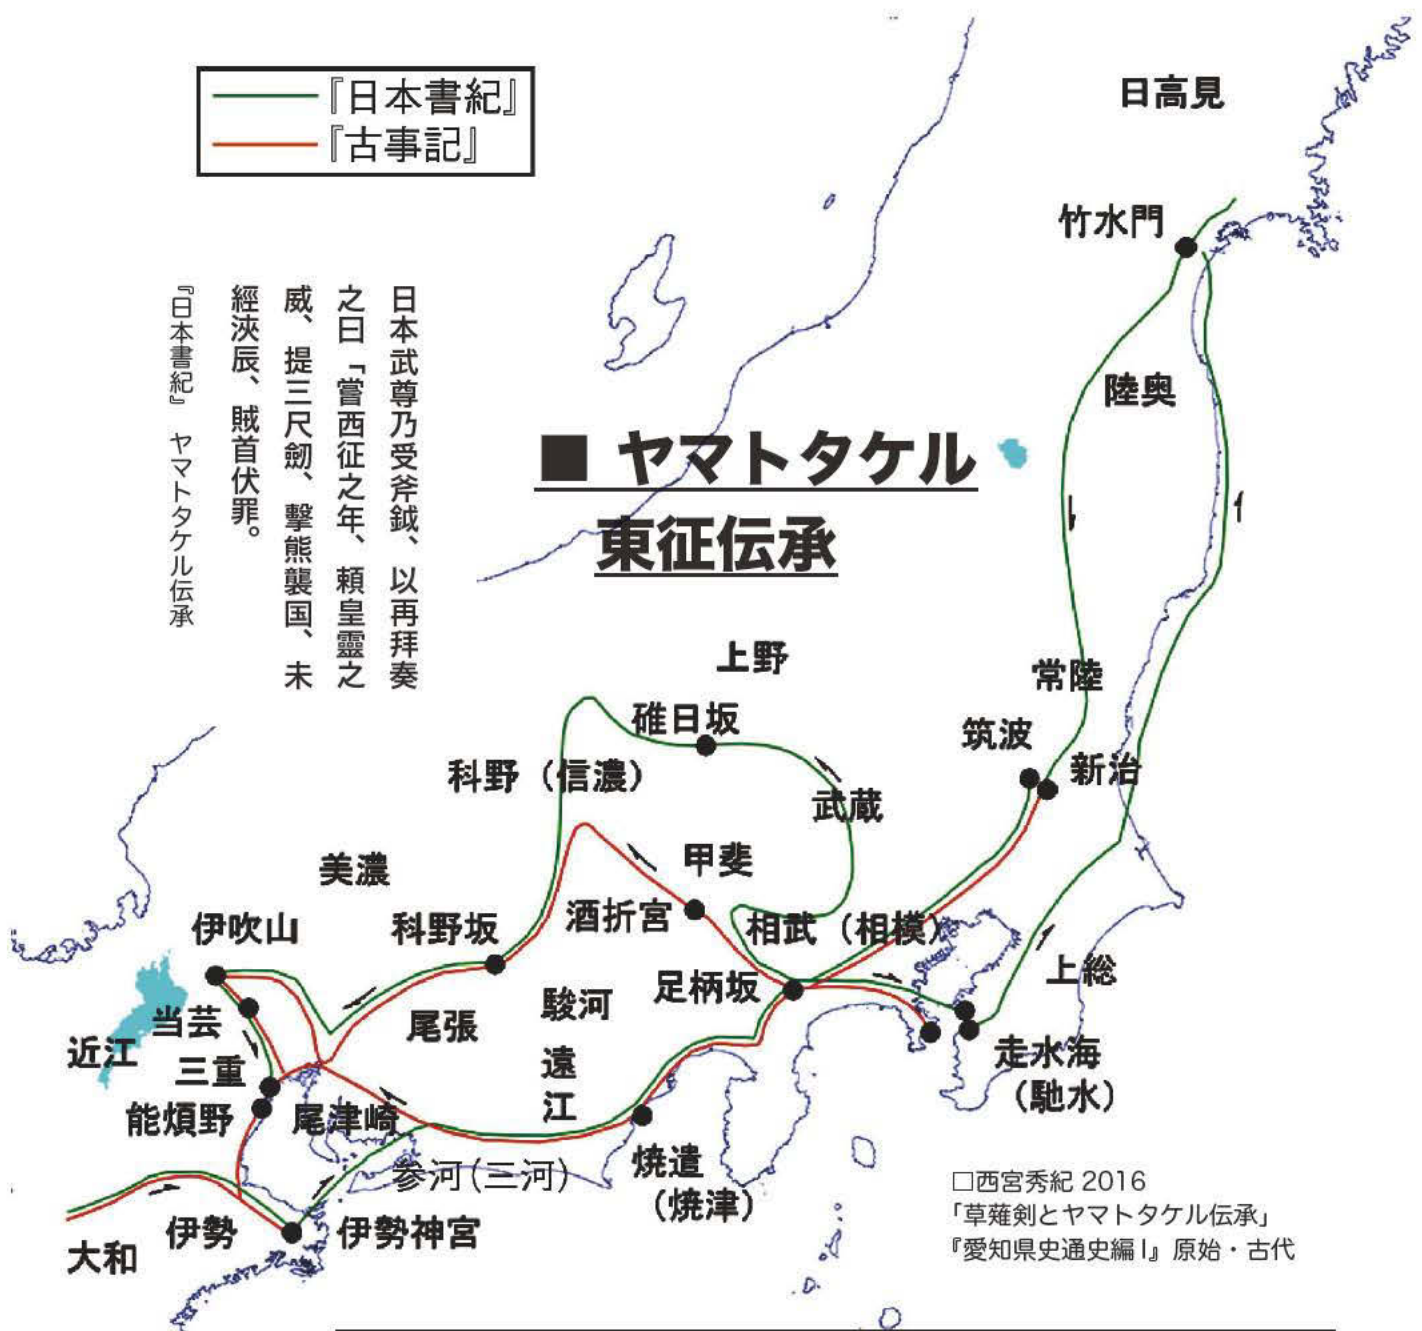 『日本書紀』
『古事記』
日本武尊乃受斧鉞、以再拜奏
之曰「嘗西征之年、頼皇靈之
威、提三尺劒、擊熊襲国、未
經浹辰、賊首伏罪。
『日本書紀』 ヤマトタケル伝承
■ ヤマトタケル
東征伝承
日高見
竹水門
陸奥
常陸
筑波
新治
上野
碓日坂
科野(信濃)
武蔵
甲斐
酒折宮
相武(相模)
足柄坂
上総
走水海
(馳水)
美濃
伊吹山
科野坂
駿河
遠
江
尾張
当芸
近江
三重
能煩野
尾津崎
参河(三河)
焼遣
(焼津)
伊勢
伊勢神宮
大和
□西宮秀紀 2016
「草薙剣とヤマトタケル伝承」
『愛知県史通史編Ⅰ』原始・古代